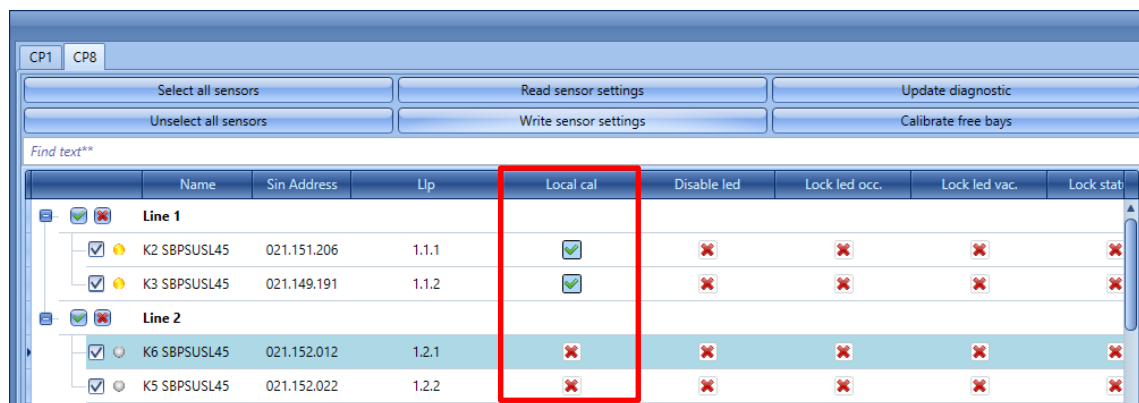 CP1 CP8
Select all sensors Read sensor settings Update diagnostic
Unselect all sensors Write sensor settings Calibrate free bays
Find text**
Name Sin Address Llp Local cal Disable led Lock led occ. Lock led vac. Lock stat
Line 1
K2 SBPSUSL45 021.151.206 1.1.1
K3 SBPSUSL45 021.149.191 1.1.2
Line 2
K6 SBPSUSL45 021.152.012 1.2.1
K5 SBPSUSL45 021.152.022 1.2.2